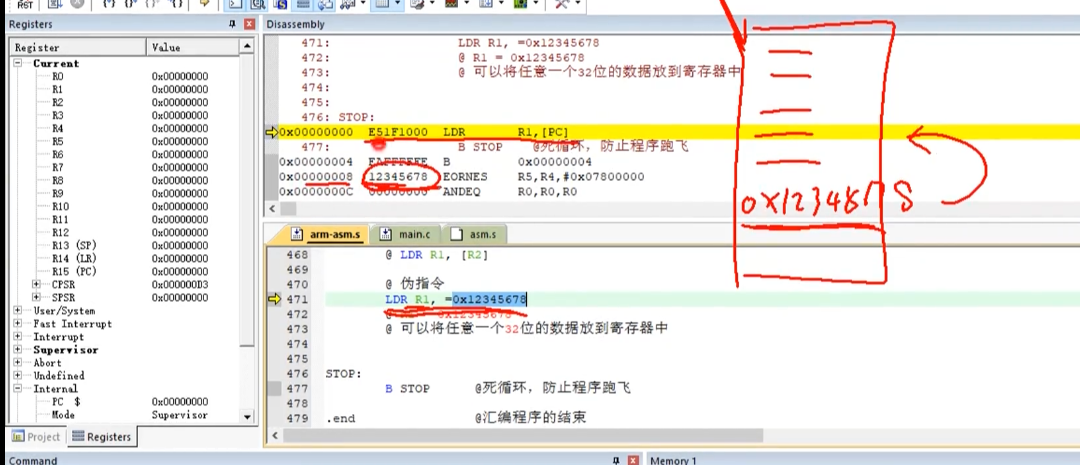 RST
Registers
Register Value
Current
R0 0x00000000
R1 0x00000000
R2 0x00000000
R3 0x00000000
R4 0x00000000
R5 0x00000000
R6 0x00000000
R7 0x00000000
R8 0x00000000
R9 0x00000000
R10 0x00000000
R11 0x00000000
R12 0x00000000
R13 (SP) 0x00000000
R14 (LR) 0x00000000
R15 (PC) 0x00000000
CPSR 0x000000D3
SPSR 0x00000000
User/System
Fast Interrupt
Interrupt
Supervisor
Abort
Undefined
Internal
PC $ 0x00000000
Mode Supervisor
Project Registers
Command
Disassembly
471: LDR R1, =0x12345678
472: @ R1 = 0x12345678
473: @ 可以将任意一个32位的数据放到寄存器中
474:
475:
476: STOP:
0x00000000 E51F1000 LDR R1,[PC]
477: B STOP @死循环，防止程序跑飞
0x00000004 EAFFFFFE B 0x00000004
0x00000008 12345678 EORNES R5,R4,#0x07800000
0x0000000C 00000000 ANDEQ R0,R0,R0
arm-asm.s main.c asm.s
468 @ LDR R1, [R2]
469
470 @ 伪指令
471 LDR R1, =0x12345678
472 @ 0x12345678
473 @ 可以将任意一个32位的数据放到寄存器中
474
475
476 STOP:
477 B STOP @死循环，防止程序跑飞
478
479 .end @汇编程序的结束
Memory 1